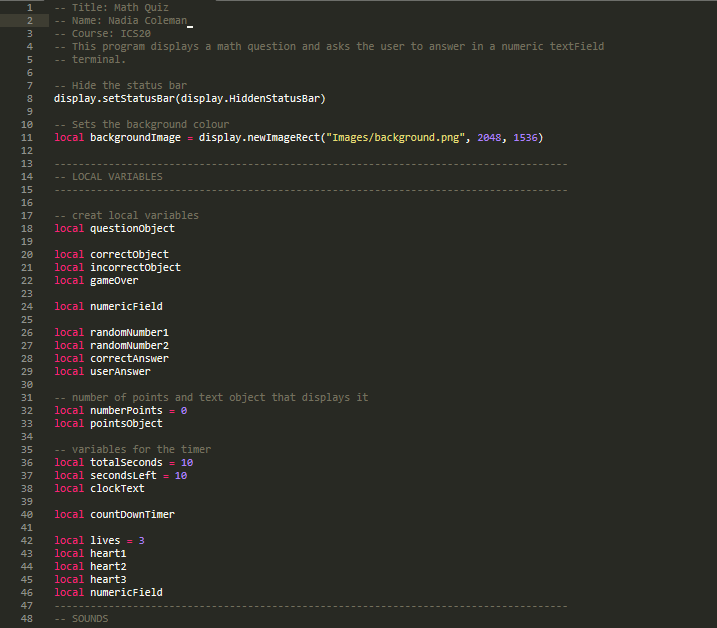 1 -- Title: Math Quiz
2 -- Name: Nadia Coleman
3 -- Course: ICS20
4 -- This program displays a math question and asks the user to answer in a numeric textField
5 -- terminal.
6
7 -- Hide the status bar
8 display.setStatusBar(display.HiddenStatusBar)
9
10 -- Sets the background colour
11 local backgroundImage = display.newImageRect("Images/background.png", 2048, 1536)
12
13 -------------------------------------------------------------------------------------
14 -- LOCAL VARIABLES
15 -------------------------------------------------------------------------------------
16
17 -- creat local variables
18 local questionObject
19
20 local correctObject
21 local incorrectObject
22 local gameOver
23
24 local numericField
25
26 local randomNumber1
27 local randomNumber2
28 local correctAnswer
29 local userAnswer
30
31 -- number of points and text object that displays it
32 local numberPoints = 0
33 local pointsObject
34
35 -- variables for the timer
36 local totalSeconds = 10
37 local secondsLeft = 10
38 local clockText
39
40 local countDownTimer
41
42 local lives = 3
43 local heart1
44 local heart2
45 local heart3
46 local numericField
47 -------------------------------------------------------------------------------------
48 -- SOUNDS